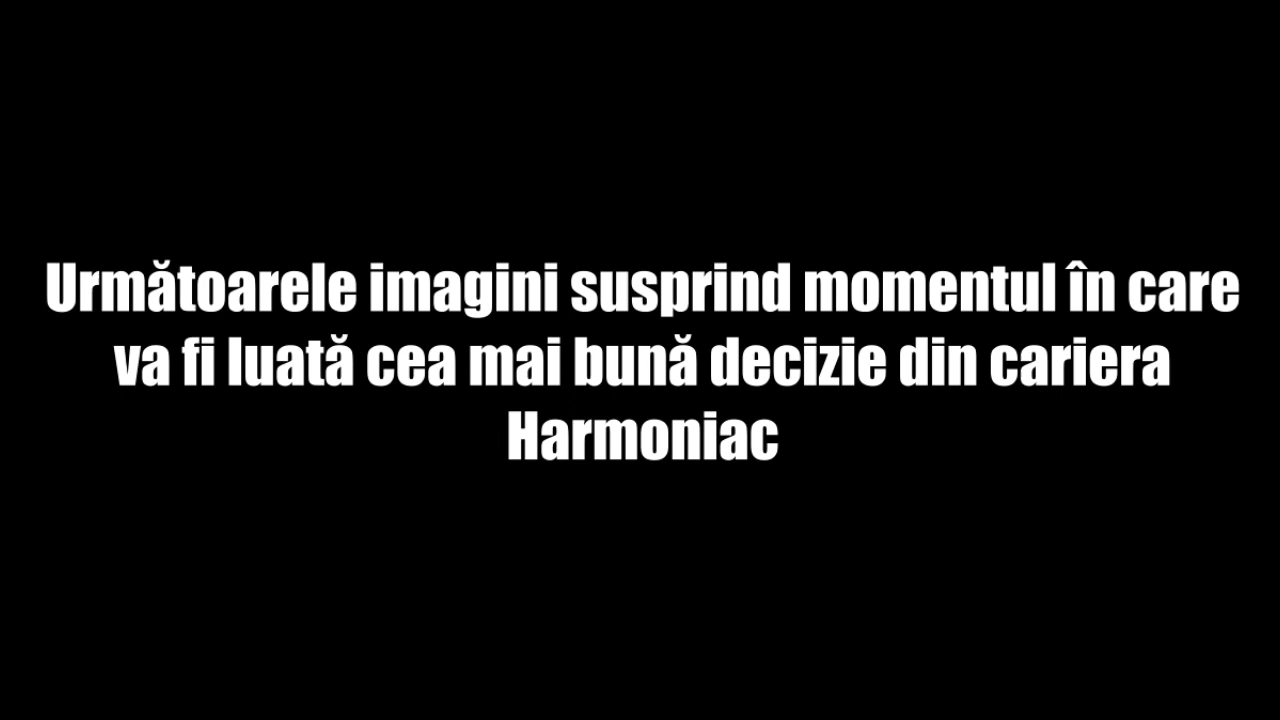 Următoarele imagini susprind momentul în care
va fi luată cea mai bună decizie din cariera
Harmoniac